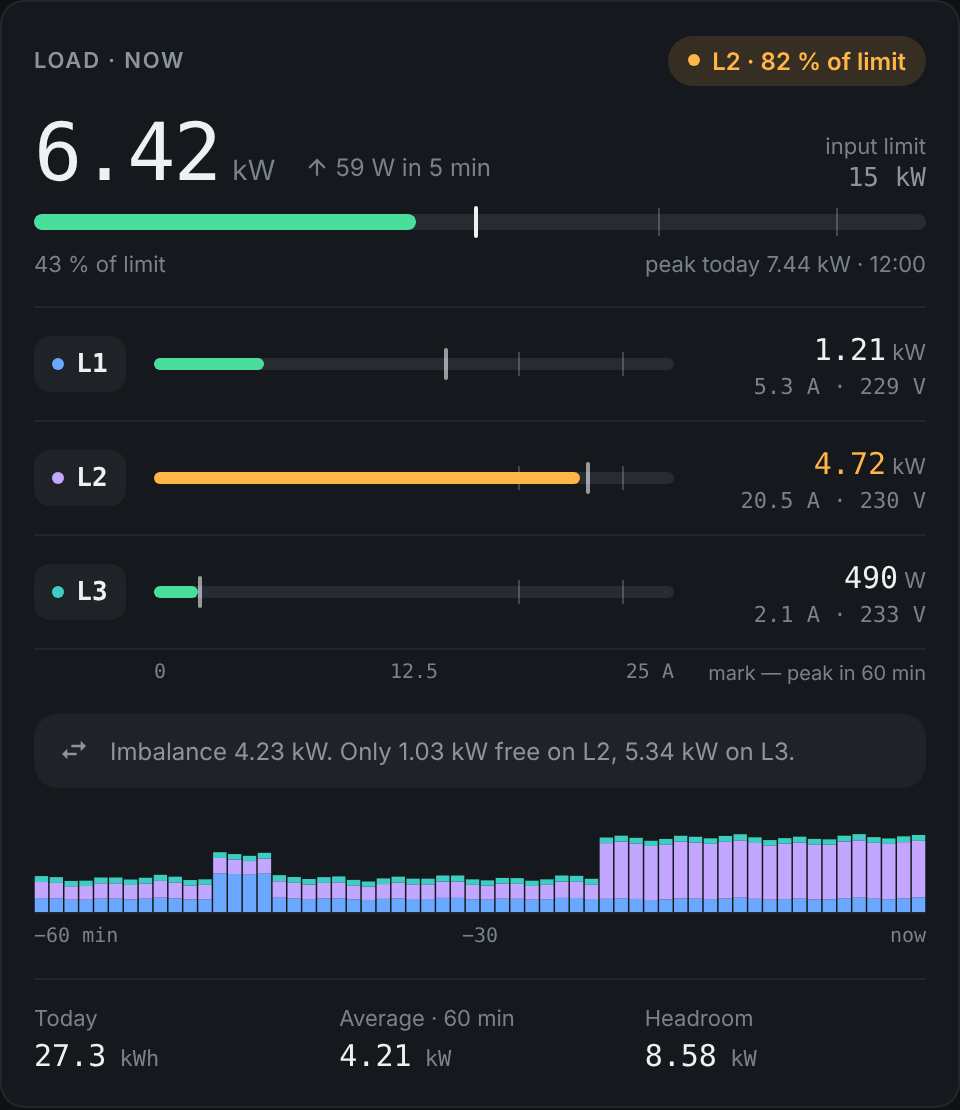 LOAD · NOW
L2 · 82 % of limit
6.42 kW ↑ 59 W in 5 min
input limit
15 kW
43 % of limit
peak today 7.44 kW · 12:00
L1
1.21 kW
5.3 A · 229 V
L2
4.72 kW
20.5 A · 230 V
L3
490 W
2.1 A · 233 V
0 12.5 25 A mark — peak in 60 min
Imbalance 4.23 kW. Only 1.03 kW free on L2, 5.34 kW on L3.
−60 min −30 now
Today Average · 60 min Headroom
27.3 kWh 4.21 kW 8.58 kW